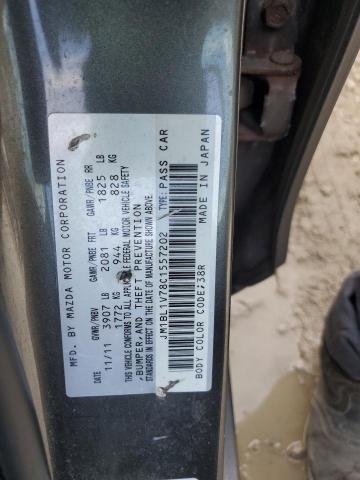 MFD. BY MAZDA MOTOR CORPORATION
DATE GVWR/PNBV GAWR/PNBE FRT GAWR/PNBE RR
11/11 3907 LB 2081 LB 1825 LB
1772 KG 944 KG 828 KG
THIS VEHICLE CONFORMS TO ALL APPLICABLE FEDERAL MOTOR VEHICLE SAFETY
, BUMPER, AND THEFT PREVENTION
STANDARDS IN EFFECT ON THE DATE OF MANUFACTURE SHOWN ABOVE.
JM1BL1V78C1557202 TYPE: PASS CAR
BODY COLOR CODE; 38R MADE IN JAPAN